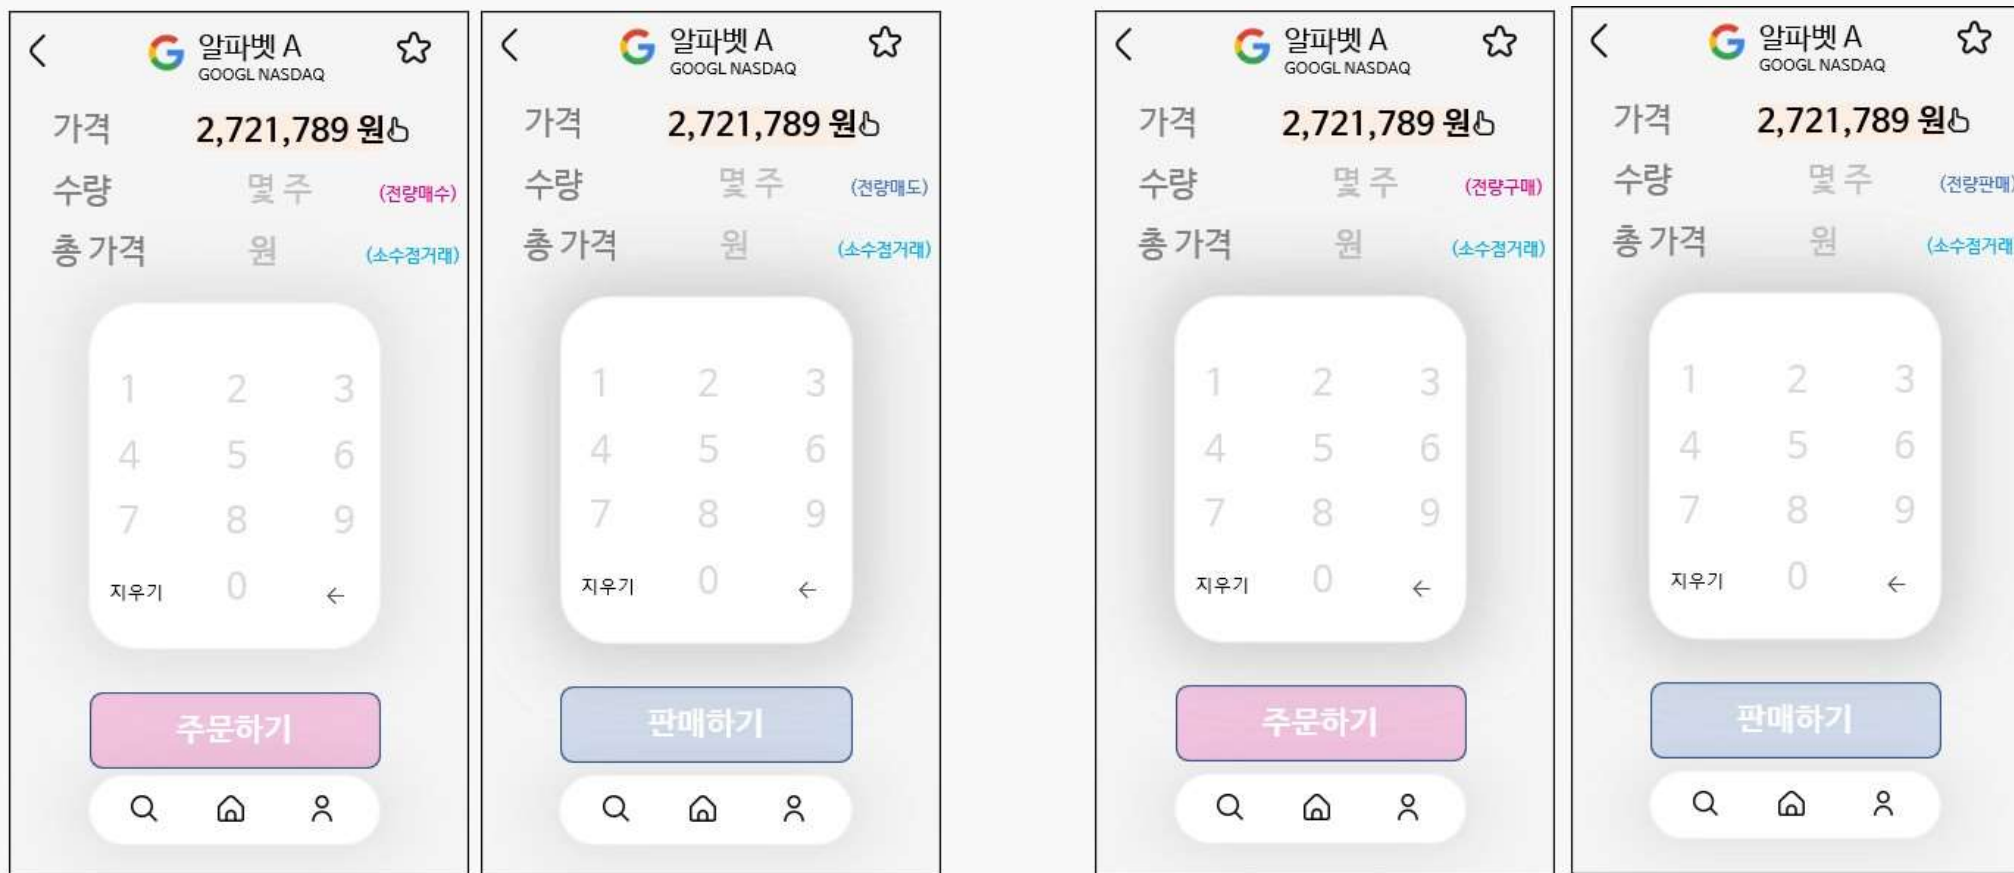 알파벳 A
GOOGL NASDAQ
가격 2,721,789 원
수량 몇 주 (전량매수)
총 가격 원 (소수점거래)
1 2 3
4 5 6
7 8 9
지우기 0 ←
주문하기
알파벳 A
GOOGL NASDAQ
가격 2,721,789 원
수량 몇 주 (전량매도)
총 가격 원 (소수점거래)
1 2 3
4 5 6
7 8 9
지우기 0 ←
판매하기
알파벳 A
GOOGL NASDAQ
가격 2,721,789 원
수량 몇 주 (전량구매)
총 가격 원 (소수점거래)
1 2 3
4 5 6
7 8 9
지우기 0 ←
주문하기
알파벳 A
GOOGL NASDAQ
가격 2,721,789 원
수량 몇 주 (전량판매)
총 가격 원 (소수점거래
1 2 3
4 5 6
7 8 9
지우기 0 ←
판매하기